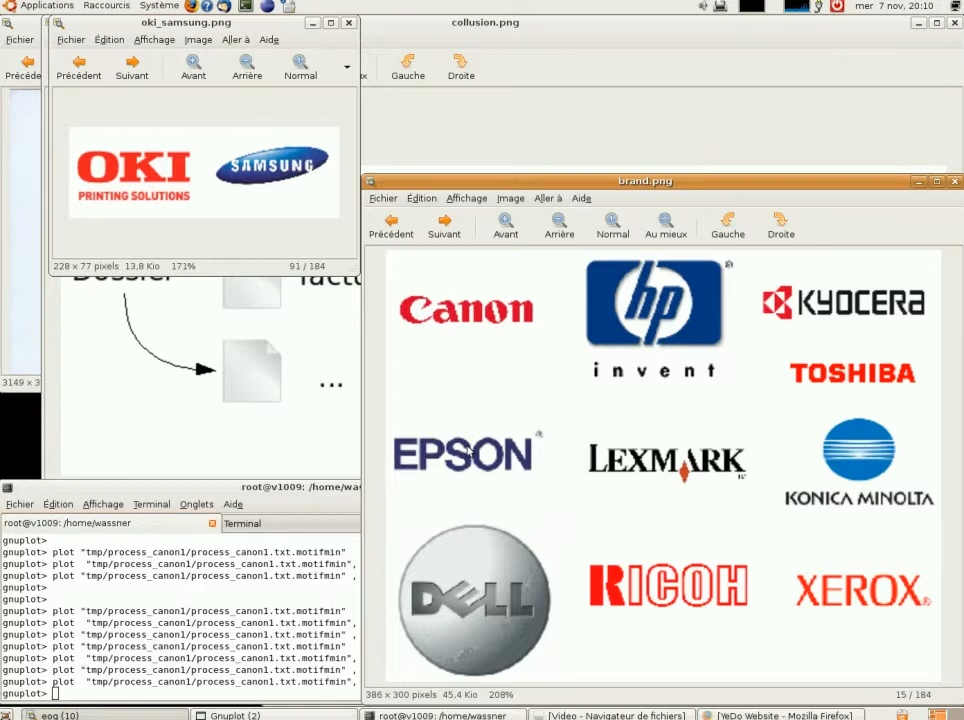 Applications Raccourcis Système
mer 7 nov, 20:10
oki_samsung.png
collusion.png
Fichier
Fichier Édition Affichage Image Aller à Aide
Précéde
Précédent Suivant Avant Arrière Normal
Gauche Droite
OKI
PRINTING SOLUTIONS
SAMSUNG
228 x 77 pixels 13,8 Kio 171% 91 / 184
brand.png
Fichier Édition Affichage Image Aller à Aide
Précédent Suivant Avant Arrière Normal Au mieux Gauche Droite
Canon
hp
invent
KYOCERA
TOSHIBA
EPSON
LEXMARK
KONICA MINOLTA
DELL
RICOH
XEROX
386 x 300 pixels 45,4 Kio 208% 15 / 184
Dossier
...
3149 x 3
root@v1009: /home/was
Fichier Édition Affichage Terminal Onglets Aide
root@v1009: /home/wassner
Terminal
gnuplot>
gnuplot> plot "tmp/process_canon1/process_canon1.txt.motifmin"
gnuplot> plot "tmp/process_canon1/process_canon1.txt.motifmin",
gnuplot> plot "tmp/process_canon1/process_canon1.txt.motifmin" ,
gnuplot>
gnuplot>
gnuplot> plot "tmp/process_canon1/process_canon1.txt.motifmin"
gnuplot> plot "tmp/process_canon1/process_canon1.txt.motifmin",
gnuplot> plot "tmp/process_canon1/process_canon1.txt.motifmin" ,
gnuplot> plot "tmp/process_canon1/process_canon1.txt.motifmin"
gnuplot> plot "tmp/process_canon1/process_canon1.txt.motifmin",
gnuplot> plot "tmp/process_canon1/process_canon1.txt.motifmin" ,
gnuplot> plot "tmp/process_canon1/process_canon1.txt.motifmin",
gnuplot>
eog (10)
Gnuplot (2)
root@v1009: /home/wassner
[Video - Navigateur de fichiers]
[YeDo Website - Mozilla Firefox]